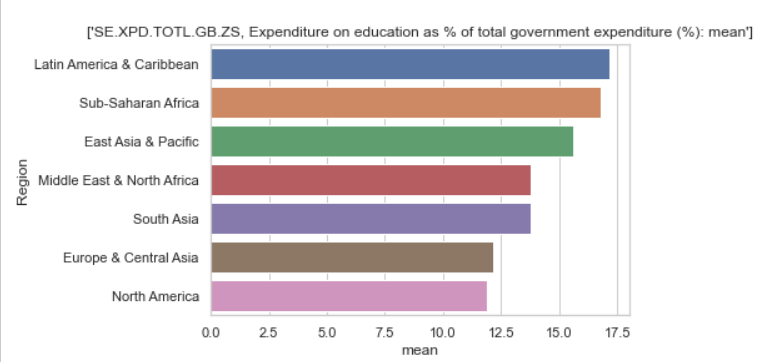 ['SE.XPD.TOTL.GB.ZS, Expenditure on education as % of total government expenditure (%): mean']
Latin America & Caribbean
Sub-Saharan Africa
East Asia & Pacific
Middle East & North Africa
South Asia
Europe & Central Asia
North America
Region
0.0 2.5 5.0 7.5 10.0 12.5 15.0 17.5
mean